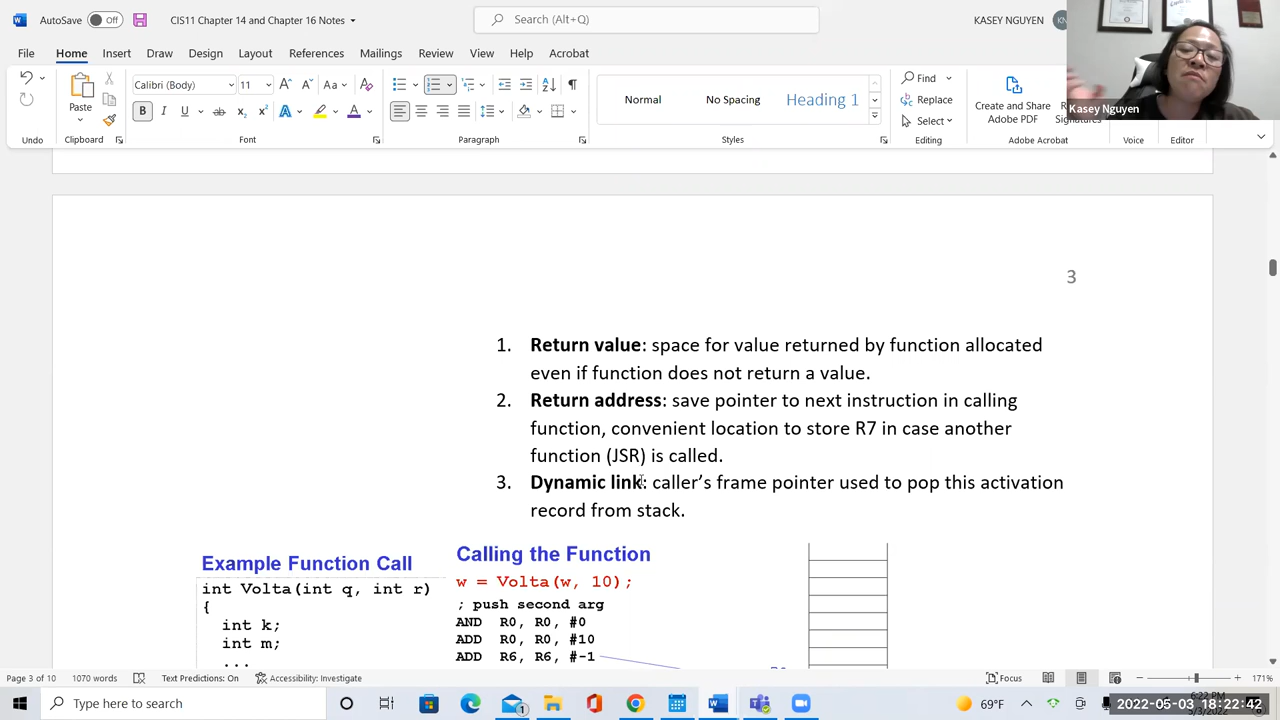 AutoSave Off CIS11 Chapter 14 and Chapter 16 Notes Search (Alt+Q) KASEY NGUYEN
File Home Insert Draw Design Layout References Mailings Review View Help Acrobat
Paste Calibri (Body) 11 Normal No Spacing Heading 1 Find Replace Select Create and Share Adobe PDF Signatures
Undo Clipboard Font Paragraph Styles Editing Adobe Acrobat Voice Editor
Kasey Nguyen
3
1. Return value: space for value returned by function allocated
even if function does not return a value.
2. Return address: save pointer to next instruction in calling
function, convenient location to store R7 in case another
function (JSR) is called.
3. Dynamic link: caller's frame pointer used to pop this activation
record from stack.
Example Function Call
int Volta(int q, int r)
{
int k;
int m;
...
Calling the Function
w = Volta(w, 10);
; push second arg
AND R0, R0, #0
ADD R0, R0, #10
ADD R6, R6, #-1
Page 3 of 10 1070 words Text Predictions: On Accessibility: Investigate Focus 171%
Type here to search 69°F 6:22 PM
5/3/2022
2022-05-03 18:22:42